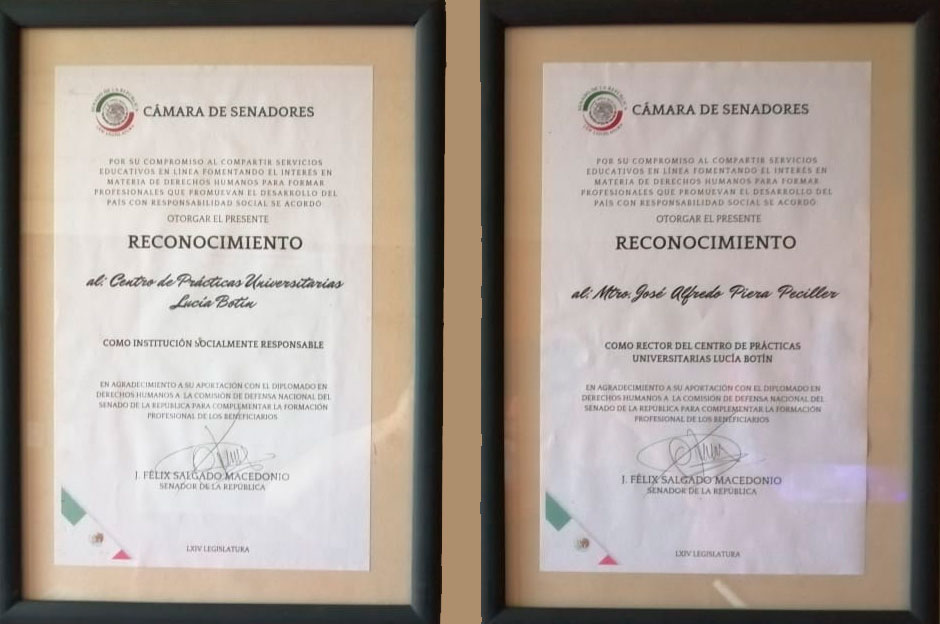 CÁMARA DE SENADORES
POR SU COMPROMISO AL COMPARTIR SERVICIOS
EDUCATIVOS EN LÍNEA FOMENTANDO EL INTERÉS EN
MATERIA DE DERECHOS HUMANOS PARA FORMAR
PROFESIONALES QUE PROMUEVAN EL DESARROLLO DEL
PAÍS CON RESPONSABILIDAD SOCIAL SE ACORDÓ
OTORGAR EL PRESENTE
RECONOCIMIENTO
al: Centro de Prácticas Universitarias
Lucía Botín
COMO INSTITUCIÓN SOCIALMENTE RESPONSABLE
EN AGRADECIMIENTO A SU APORTACIÓN CON EL DIPLOMADO EN
DERECHOS HUMANOS A LA COMISIÓN DE DEFENSA NACIONAL DEL
SENADO DE LA REPÚBLICA PARA COMPLEMENTAR LA FORMACIÓN
PROFESIONAL DE LOS BENEFICIARIOS
J. FÉLIX SALGADO MACEDONIO
SENADOR DE LA REPÚBLICA
LXIV LEGISLATURA
CÁMARA DE SENADORES
POR SU COMPROMISO AL COMPARTIR SERVICIOS
EDUCATIVOS EN LÍNEA FOMENTANDO EL INTERÉS EN
MATERIA DE DERECHOS HUMANOS PARA FORMAR
PROFESIONALES QUE PROMUEVAN EL DESARROLLO DEL
PAÍS CON RESPONSABILIDAD SOCIAL SE ACORDÓ
OTORGAR EL PRESENTE
RECONOCIMIENTO
al: Mtro. José Alfredo Piera Peciller
COMO RECTOR DEL CENTRO DE PRÁCTICAS
UNIVERSITARIAS LUCÍA BOTÍN
EN AGRADECIMIENTO A SU APORTACIÓN CON EL DIPLOMADO EN
DERECHOS HUMANOS A LA COMISIÓN DE DEFENSA NACIONAL DEL
SENADO DE LA REPÚBLICA PARA COMPLEMENTAR LA FORMACIÓN
PROFESIONAL DE LOS BENEFICIARIOS
J. FÉLIX SALGADO MACEDONIO
SENADOR DE LA REPÚBLICA
LXIV LEGISLATURA